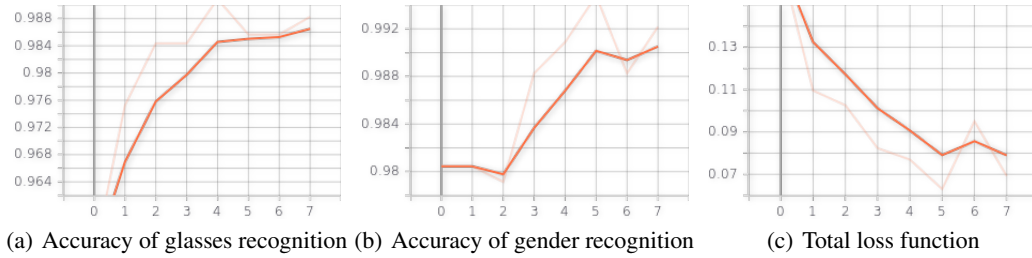 0.988
0.984
0.98
0.976
0.972
0.968
0.964
0 1 2 3 4 5 6 7
(a) Accuracy of glasses recognition
0.992
0.988
0.984
0.98
0 1 2 3 4 5 6 7
(b) Accuracy of gender recognition
0.13
0.11
0.09
0.07
0 1 2 3 4 5 6 7
(c) Total loss function